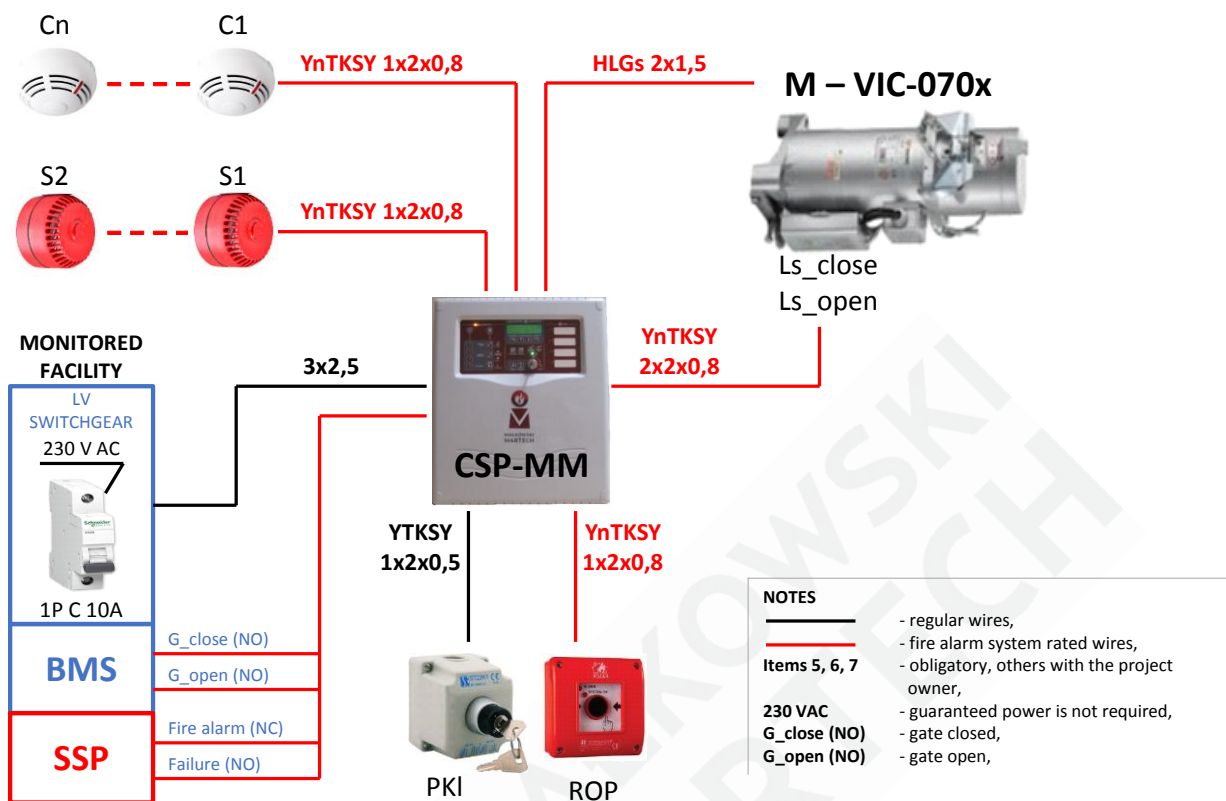 Cn
C1
YnTKSY 1x2x0,8
HLGs 2x1,5
M – VIC-070x
S2
S1
YnTKSY 1x2x0,8
Ls_close
Ls_open
MONITORED
FACILITY
3x2,5
YnTKSY
2x2x0,8
LV
SWITCHGEAR
230 V AC
MARTECH
CSP-MM
Schneider
1P C 10A
YTKSY
1x2x0,5
YnTKSY
1x2x0,8
BMS
G_close (NO)
G_open (NO)
SSP
Fire alarm (NC)
Failure (NO)
PKl
ROP
NOTES
- regular wires,
- fire alarm system rated wires,
Items 5, 6, 7 - obligatory, others with the project
owner,
230 VAC - guaranteed power is not required,
G_close (NO) - gate closed,
G_open (NO) - gate open,